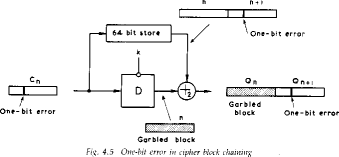 n n+1
One-bit error
64 bit store
k
Cn
D
+2
Qn Qn+1
One-bit error
Garbled block
One-bit error
n
Garbled block
Fig. 4.5 One-bit error in cipher block chaining